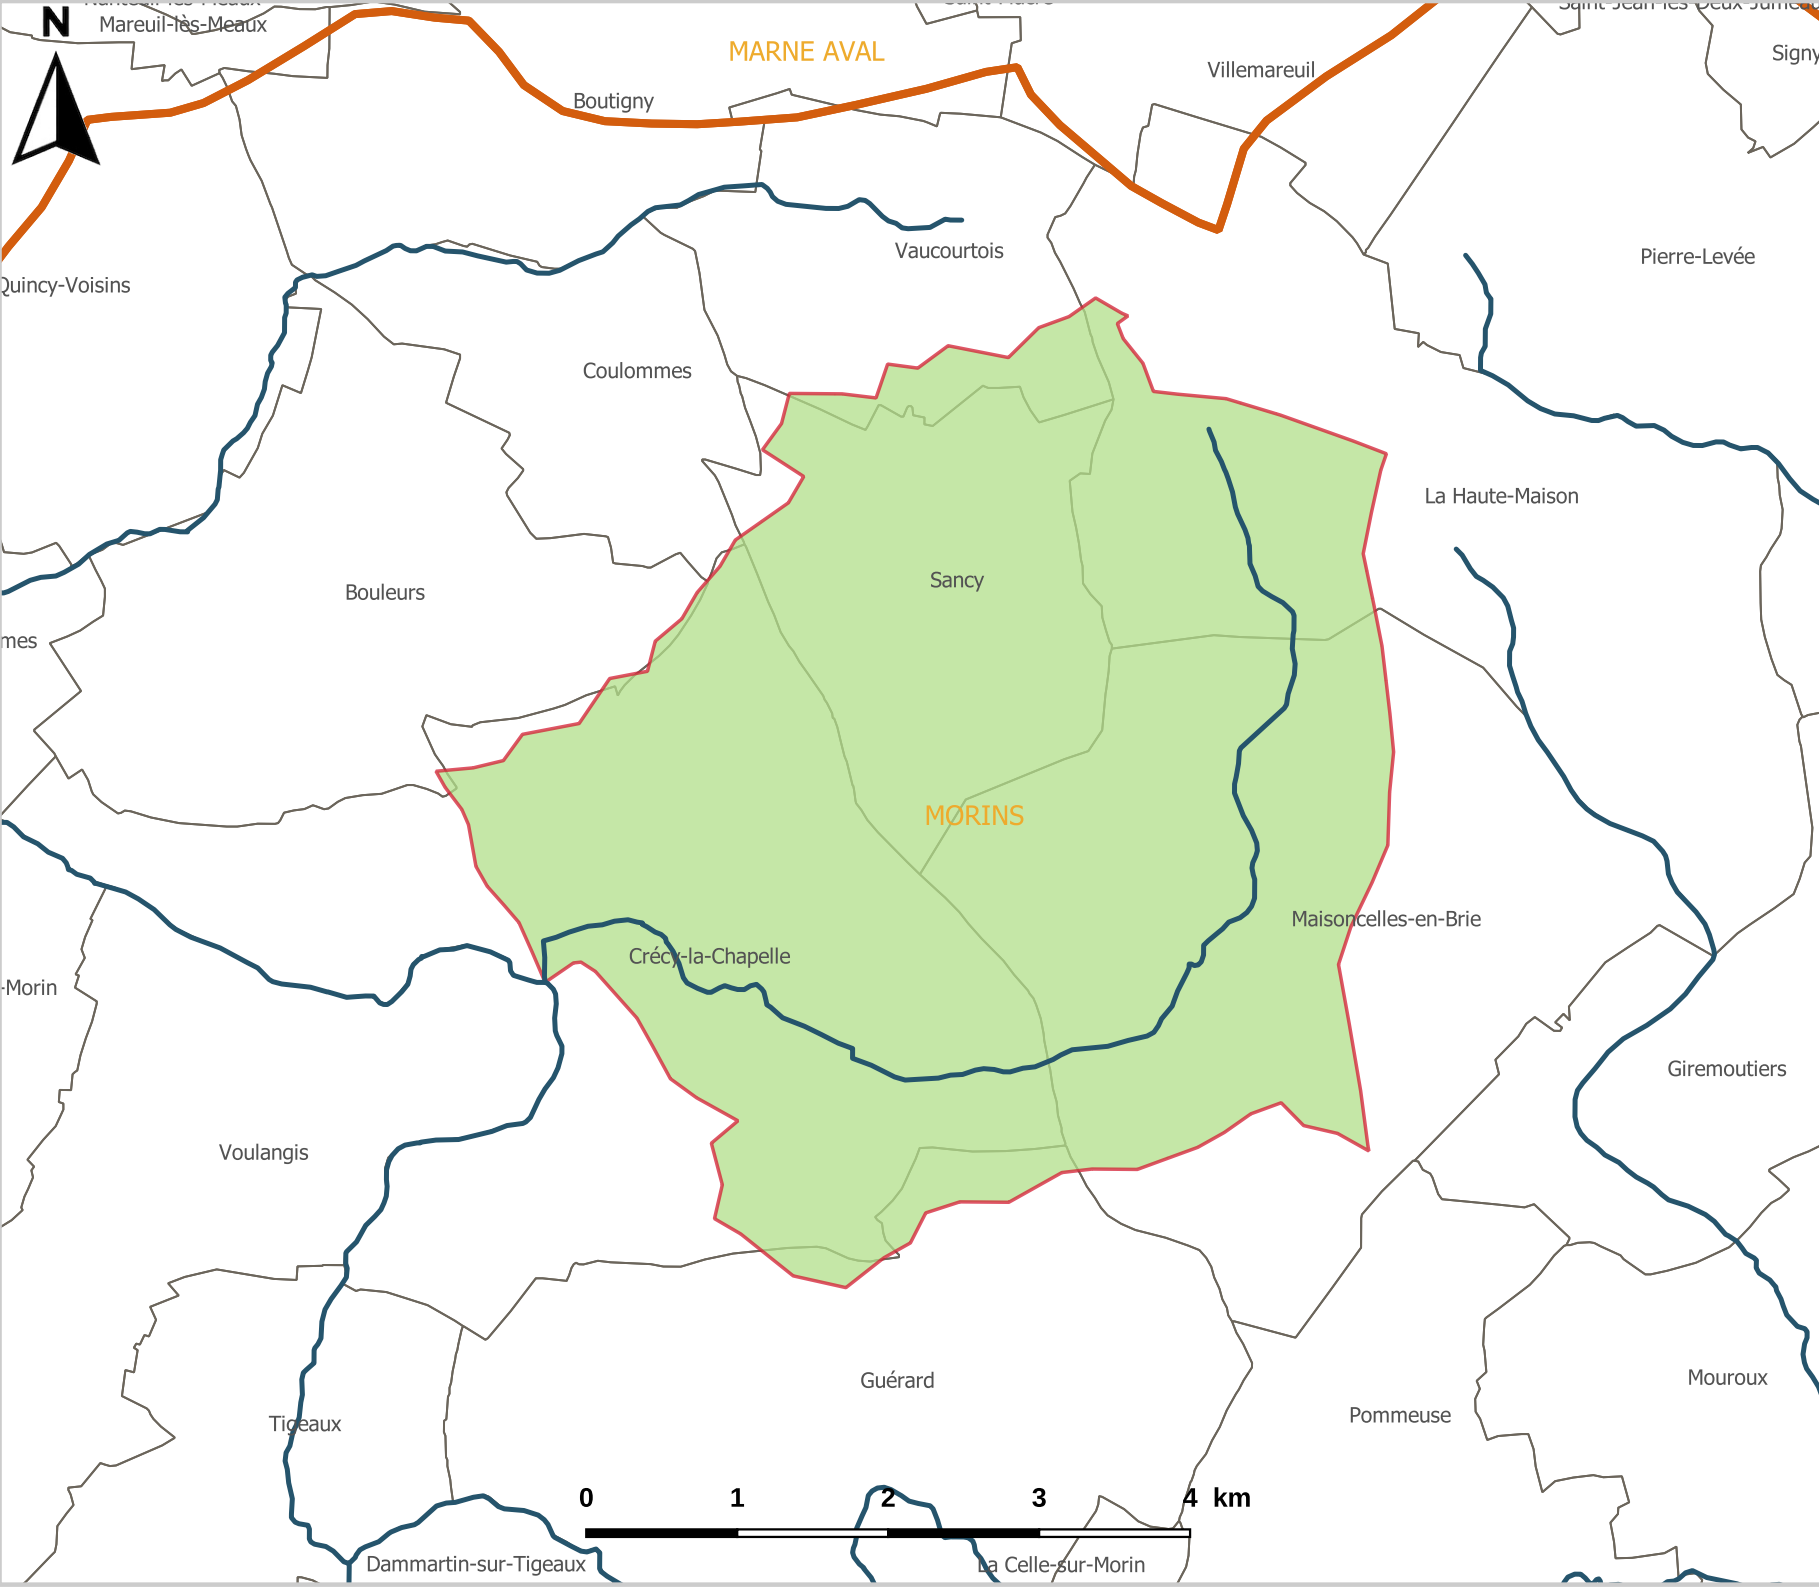 Mareuil-lès-Meaux
N
MARNE AVAL
Signy
Villemareuil
Boutigny
Vaucourtois
Pierre-Levée
Quincy-Voisins
Coulommes
La Haute-Maison
Sancy
Bouleurs
mes
MORINS
Maisoncelles-en-Brie
Crécy-la-Chapelle
-Morin
Giremoutiers
Voulangis
Guérard
Mouroux
Pommeuse
Tigeaux
0 1 2 3 4 km
Dammartin-sur-Tigeaux
La Celle-sur-Morin